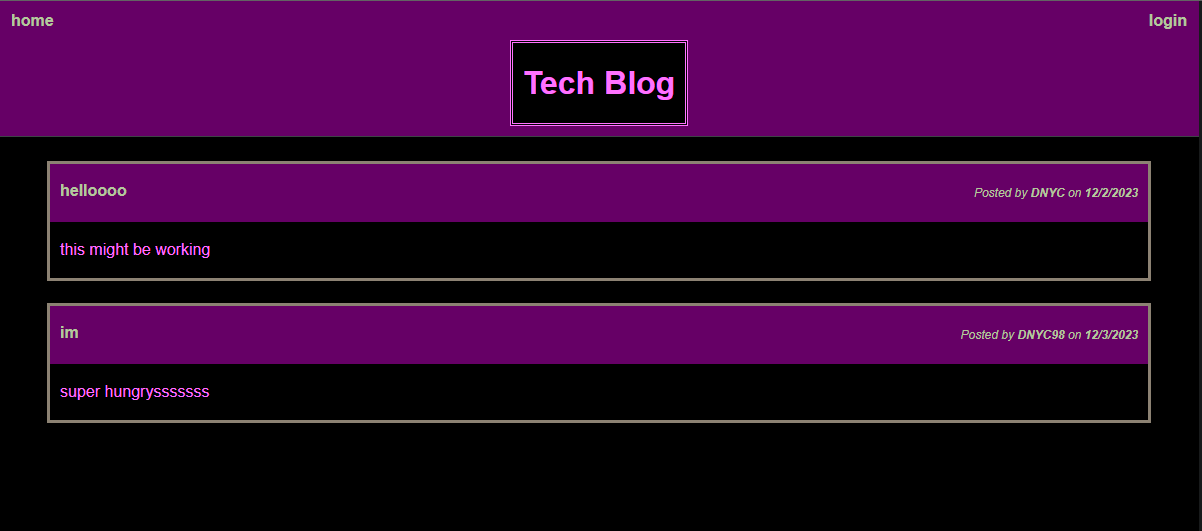 home login
Tech Blog
helloooo Posted by DNYC on 12/2/2023
this might be working
im Posted by DNYC98 on 12/3/2023
super hungrysssssss